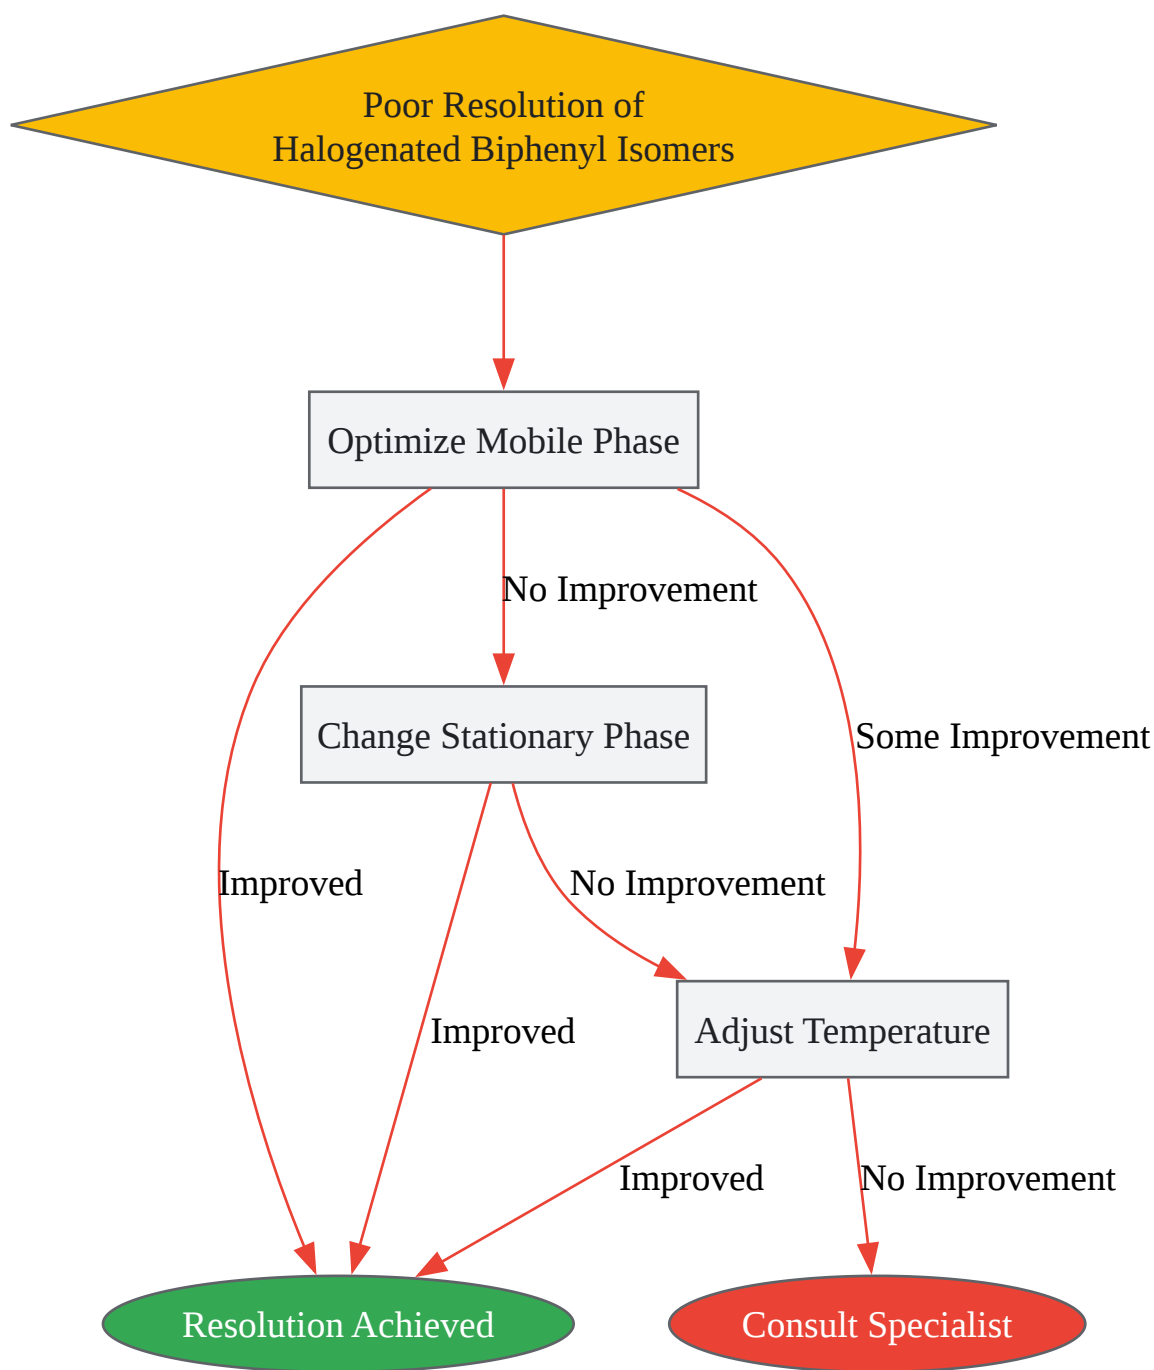 Poor Resolution of
Halogenated Biphenyl Isomers
Optimize Mobile Phase
No Improvement
Change Stationary Phase
Some Improvement
Improved
No Improvement
Improved
Adjust Temperature
Improved
No Improvement
Resolution Achieved
Consult Specialist